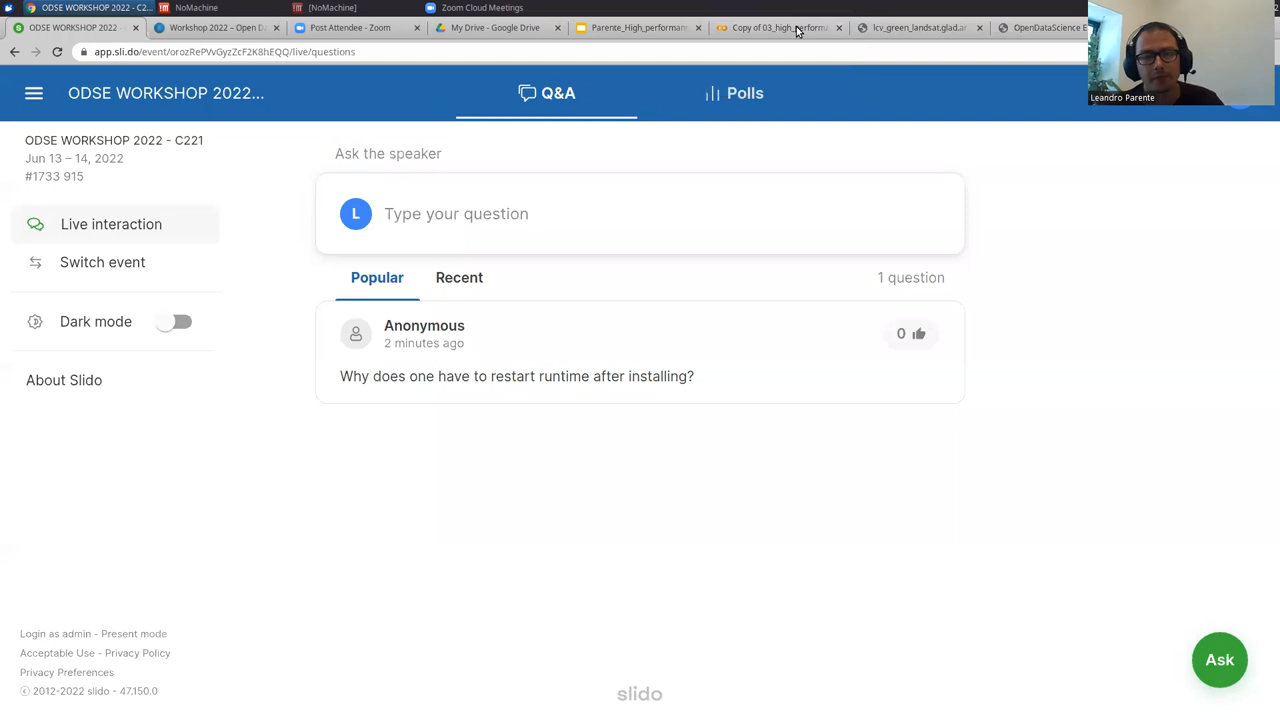 ODSE WORKSHOP 2022 - C2...
NoMachine
[NoMachine]
Zoom Cloud Meetings
ODSE WORKSHOP 2022 -
Workshop 2022 – Open D
Post Attendee - Zoom
My Drive - Google Drive
Parente_High_performan
Copy of 03_high_performa
lcv_green_landsat.glad.ar
OpenDataScience E
app.sli.do/event/orozRePVvGyzZcF2K8hEQQ/live/questions
Leandro Parente
ODSE WORKSHOP 2022...
Q&A
Polls
ODSE WORKSHOP 2022 - C221
Jun 13 – 14, 2022
#1733 915
Live interaction
Switch event
Dark mode
About Slido
Ask the speaker
L
Type your question
Popular
Recent
1 question
Anonymous
2 minutes ago
0
Why does one have to restart runtime after installing?
Login as admin - Present mode
Acceptable Use - Privacy Policy
Privacy Preferences
© 2012-2022 slido - 47.150.0
slido
Ask